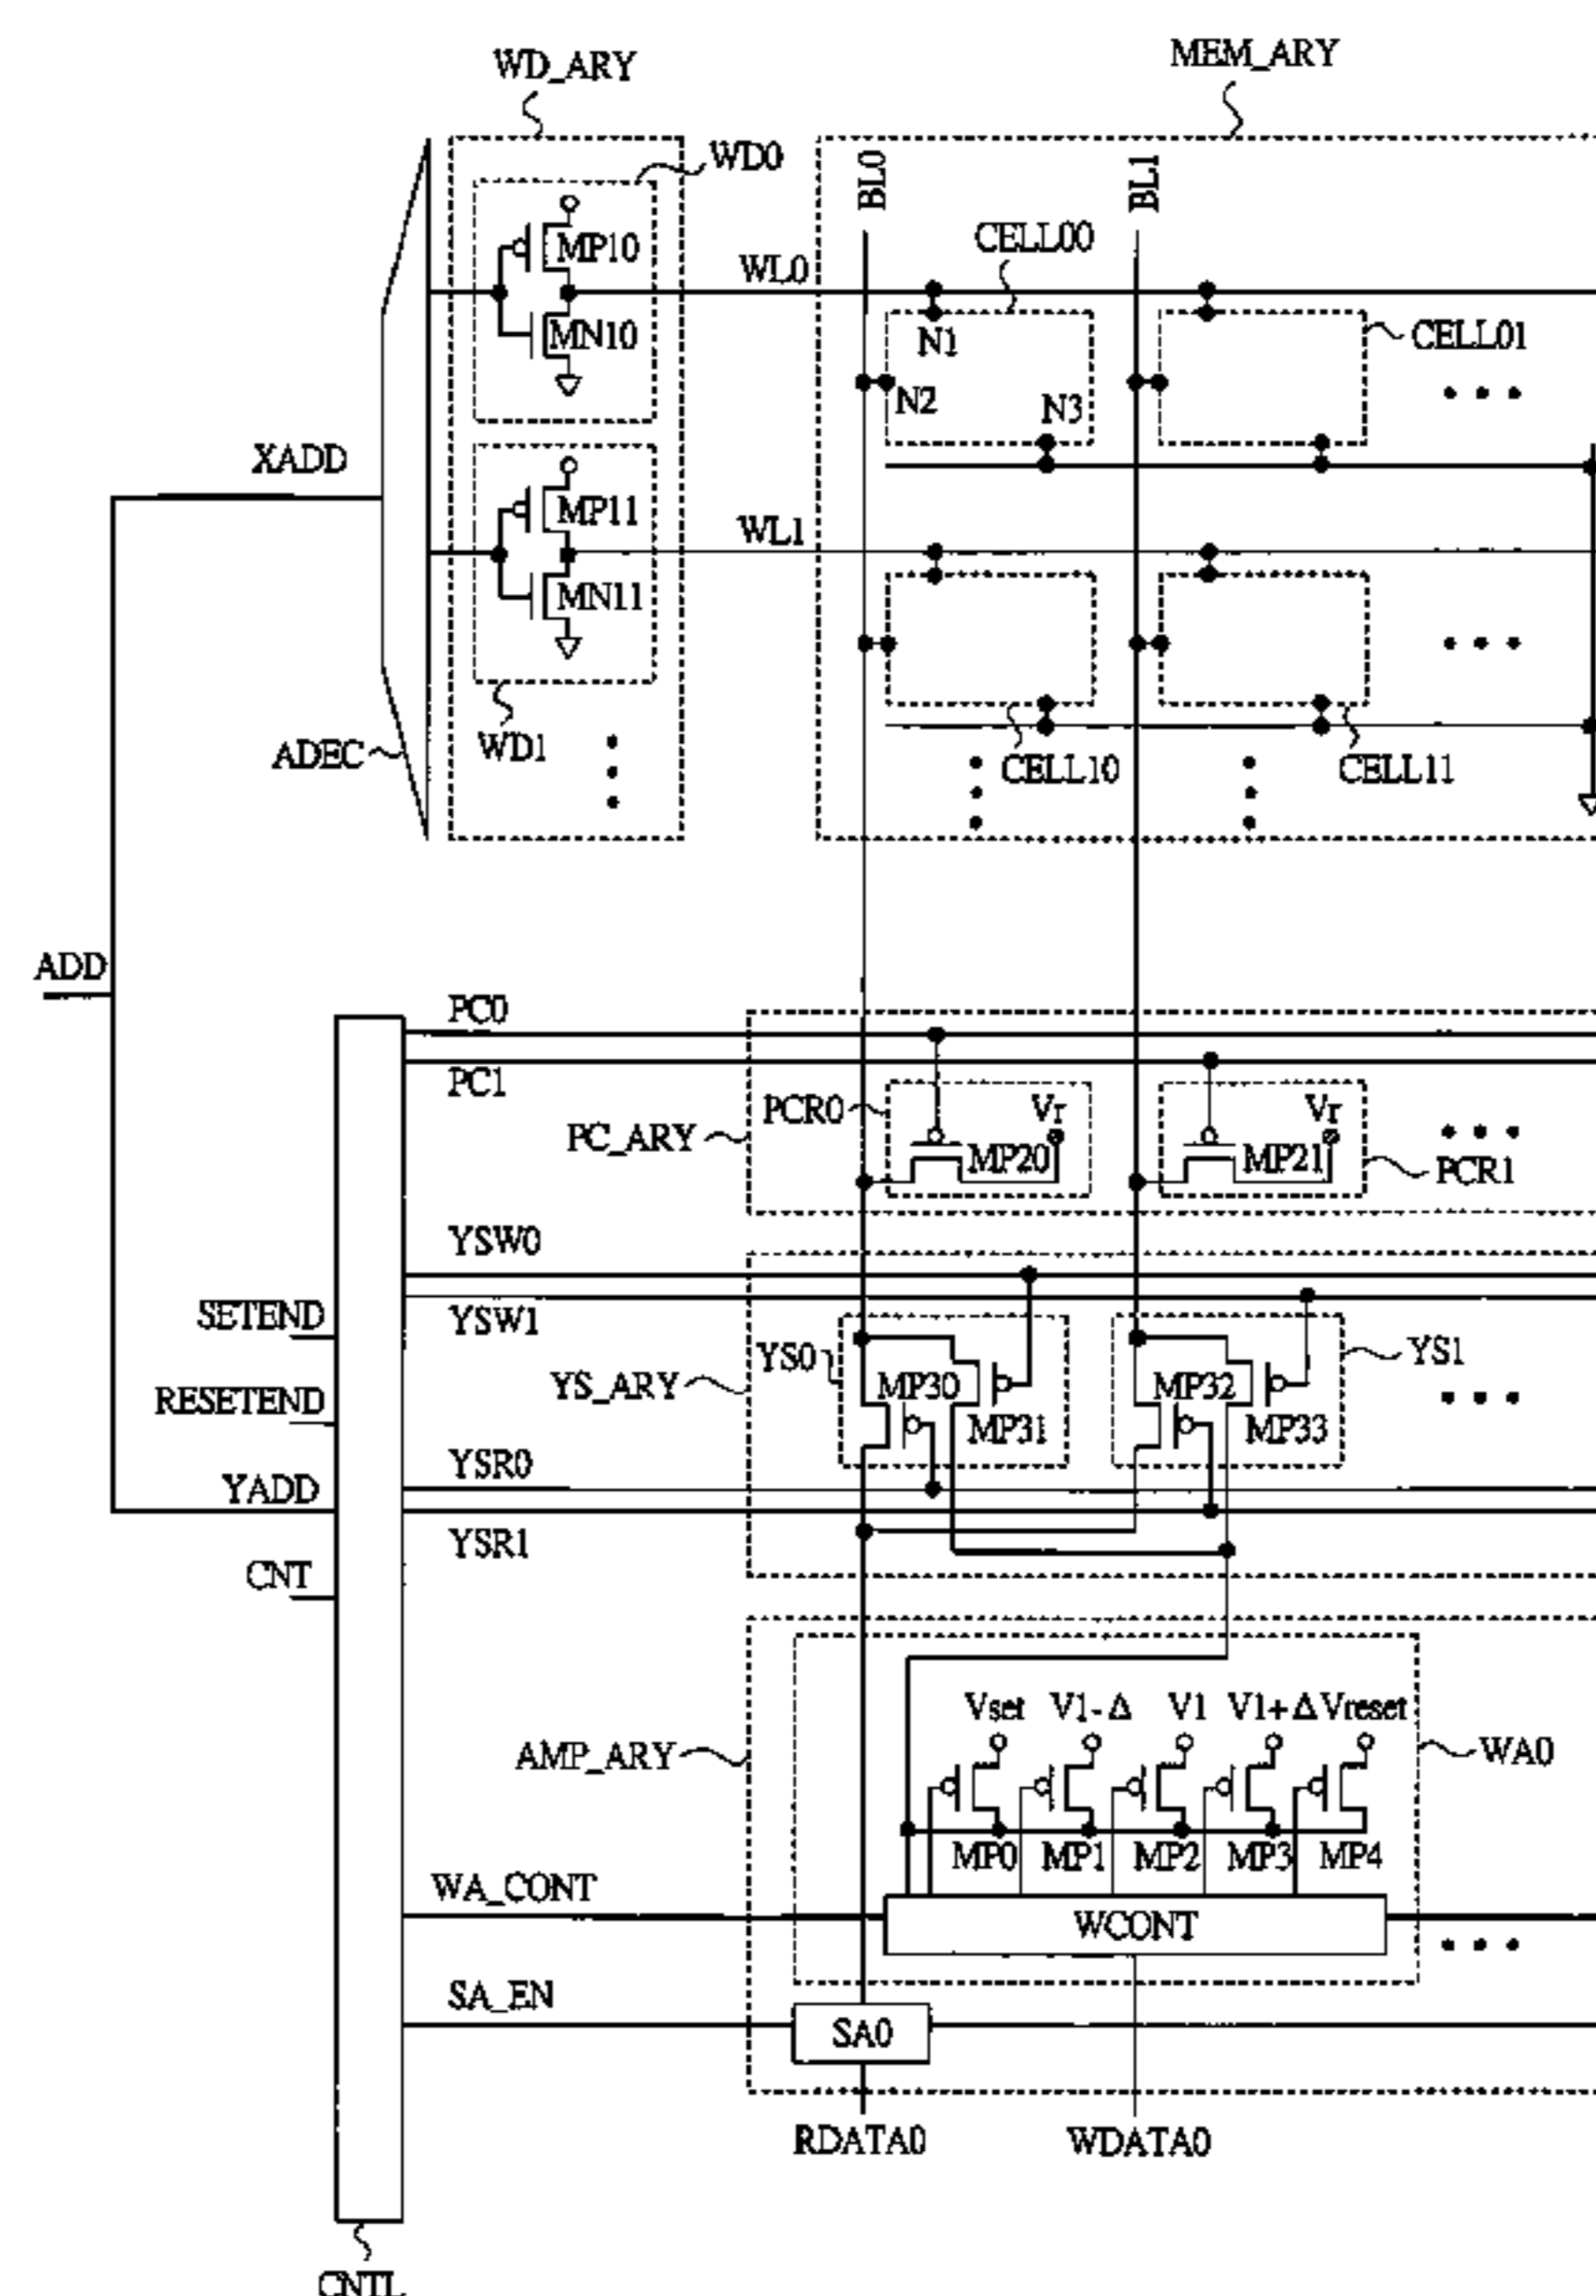 WD_ARY
MEM_ARY
WD0
BL0
BL1
MP10
CELL00
WL0
MN10
N1
CELL01
N2
N3
XADD
MP11
WL1
MN11
ADEC
WD1
CELL10
CELL11
ADD
PC0
PC1
PCR0
Vr
Vr
PC_ARY
MP20
MP21
PCR1
YSW0
SETEND
YSW1
YS0
YS1
YS_ARY
MP30
MP32
RESETEND
MP31
MP33
YSR0
YADD
YSR1
CNT
Vset
V1-Δ
V1
V1+Δ
Vreset
AMP_ARY
WA0
MP0
MP1
MP2
MP3
MP4
WA_CONT
WCONT
SA_EN
SA0
RDATA0
WDATA0
CNTL